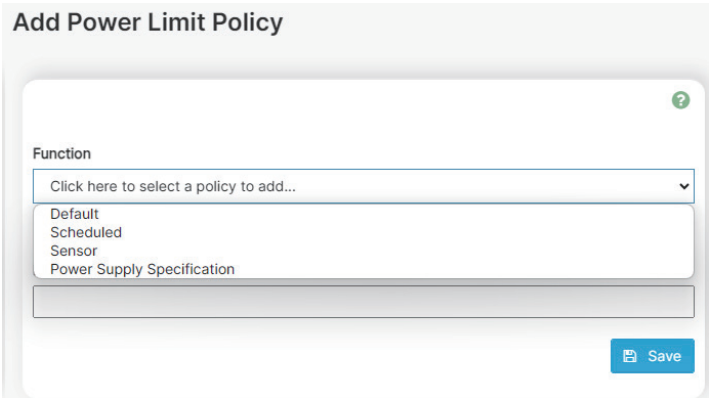 Add Power Limit Policy
Function
Click here to select a policy to add...
Default
Scheduled
Sensor
Power Supply Specification
Save